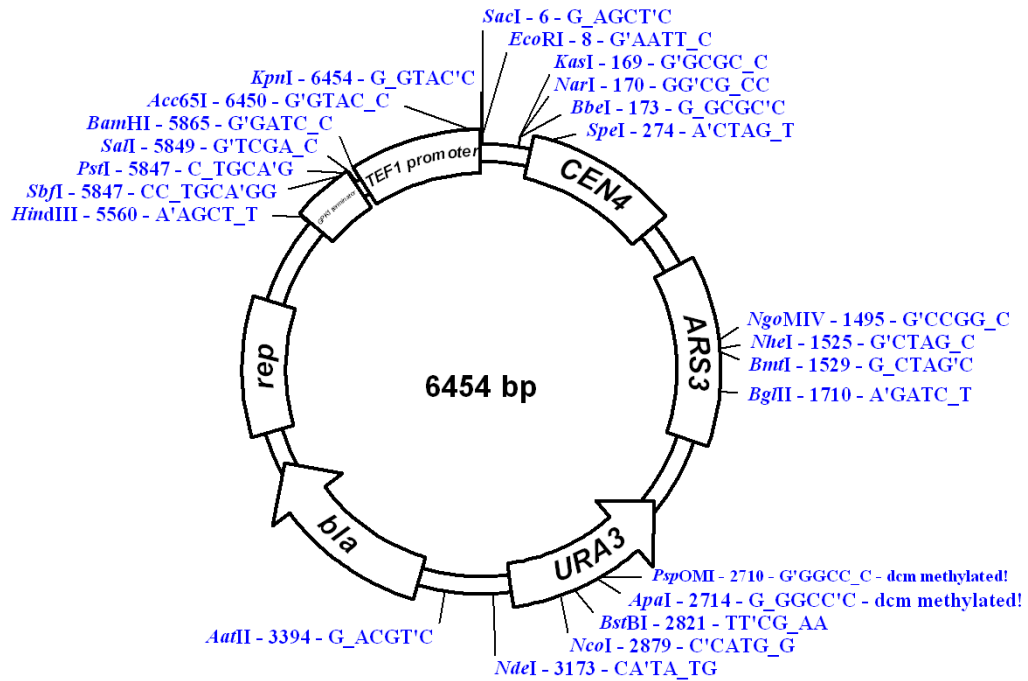 SacI - 6 - G_AGCT'C
EcoRI - 8 - G'AATT_C
KasI - 169 - G'GCGC_C
NarI - 170 - GG'CG_CC
BbeI - 173 - G_GCGC'C
SpeI - 274 - A'CTAG_T
KpnI - 6454 - G_GTAC'C
Acc65I - 6450 - G'GTAC_C
BamHI - 5865 - G'GATC_C
SalI - 5849 - G'TCGA_C
PstI - 5847 - C_TGCA'G
SbfI - 5847 - CC_TGCA'GG
HindIII - 5560 - A'AGCT_T
TEF1 promoter
CEN4
ARS3
NgoMIV - 1495 - G'CCGG_C
NheI - 1525 - G'CTAG_C
BmtI - 1529 - G_CTAG'C
BglII - 1710 - A'GATC_T
rep
6454 bp
bla
URA3
PspOMI - 2710 - G'GGCC_C - dcm methylated!
ApaI - 2714 - G_GGCC'C - dcm methylated!
BstBI - 2821 - TT'CG_AA
NcoI - 2879 - C'CATG_G
NdeI - 3173 - CA'TA_TG
AatII - 3394 - G_ACGT'C